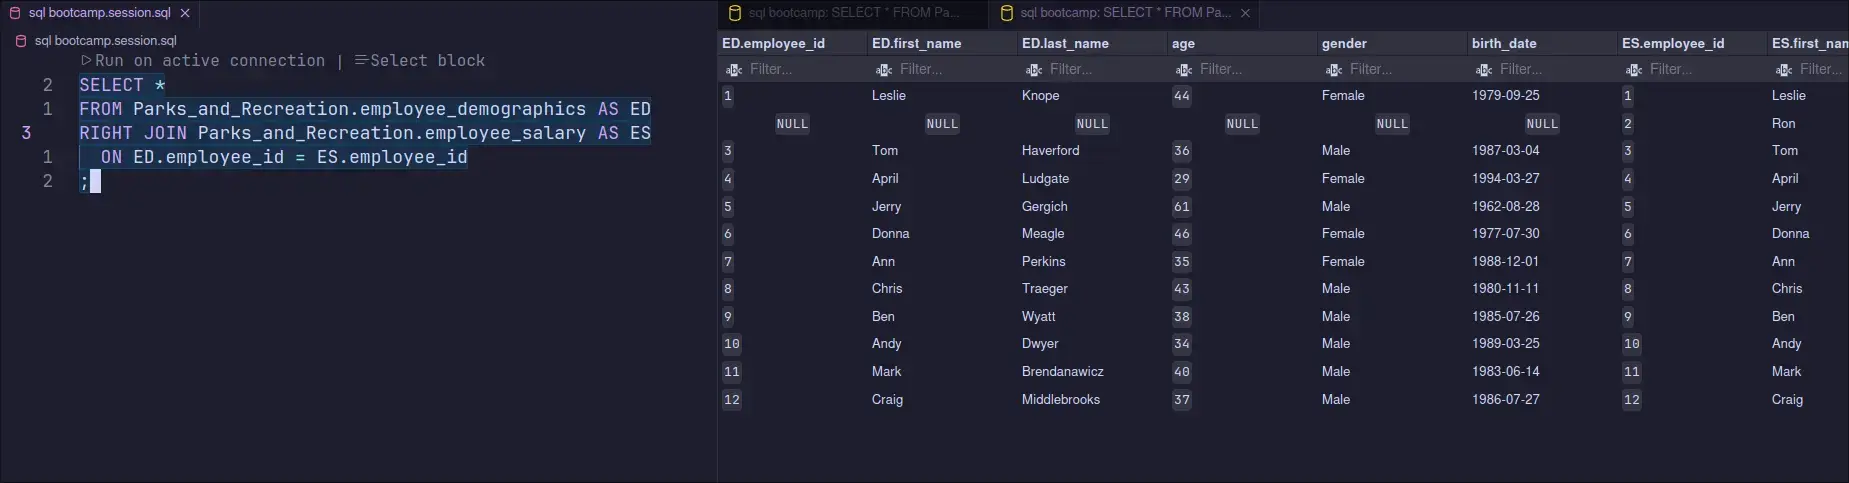 sql bootcamp.session.sql
sql bootcamp.session.sql
Run on active connection | Select block
2 SELECT *
1 FROM Parks_and_Recreation.employee_demographics AS ED
3 RIGHT JOIN Parks_and_Recreation.employee_salary AS ES
1 ON ED.employee_id = ES.employee_id
2 ;
sql bootcamp: SELECT * FROM Pa... sql bootcamp: SELECT * FROM Pa...
ED.employee_id ED.first_name ED.last_name age gender birth_date ES.employee_id ES.first_nam
abc Filter... abc Filter... abc Filter... abc Filter... abc Filter... abc Filter... abc Filter... abc Filter...
1 Leslie Knope 44 Female 1979-09-25 1 Leslie
NULL NULL NULL NULL NULL NULL 2 Ron
3 Tom Haverford 36 Male 1987-03-04 3 Tom
4 April Ludgate 29 Female 1994-03-27 4 April
5 Jerry Gergich 61 Male 1962-08-28 5 Jerry
6 Donna Meagle 46 Female 1977-07-30 6 Donna
7 Ann Perkins 35 Female 1988-12-01 7 Ann
8 Chris Traeger 43 Male 1980-11-11 8 Chris
9 Ben Wyatt 38 Male 1985-07-26 9 Ben
10 Andy Dwyer 34 Male 1989-03-25 10 Andy
11 Mark Brendanawicz 40 Male 1983-06-14 11 Mark
12 Craig Middlebrooks 37 Male 1986-07-27 12 Craig